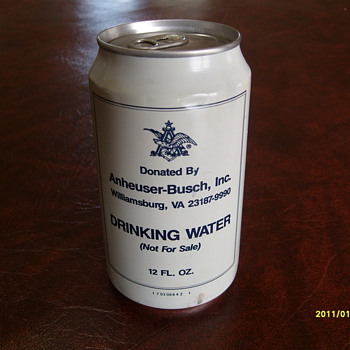 Donated By
Anheuser-Busch, Inc.
Williamsburg, VA 23187-9990
DRINKING WATER
(Not For Sale)
12 FL. OZ.
2011/01